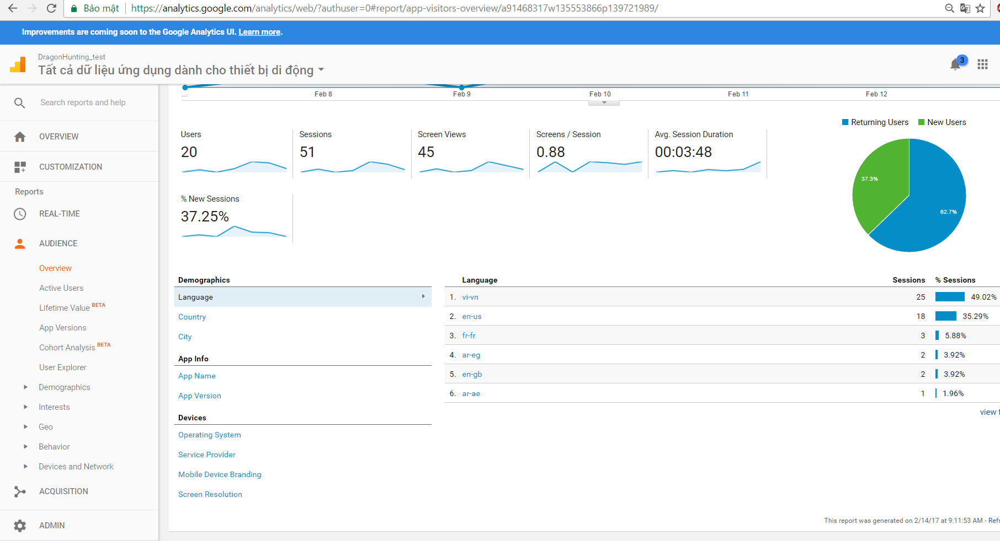 Bảo mật https://analytics.google.com/analytics/web/?authuser=0#report/app-visitors-overview/a91468317w135553866p139721989/
Improvements are coming soon to the Google Analytics UI. Learn more.
DragonHunting_test
Tất cả dữ liệu ứng dụng dành cho thiết bị di động
3
Search reports and help
OVERVIEW
CUSTOMIZATION
Reports
REAL-TIME
AUDIENCE
Overview
Active Users
Lifetime Value BETA
App Versions
Cohort Analysis BETA
User Explorer
Demographics
Interests
Geo
Behavior
Devices and Network
ACQUISITION
ADMIN
... Feb 8 Feb 9 Feb 10 Feb 11 Feb 12
Returning Users New Users
Users
20
Sessions
51
Screen Views
45
Screens / Session
0.88
Avg. Session Duration
00:03:48
% New Sessions
37.25%
37.3%
62.7%
Demographics
Language
Country
City
App Info
App Name
App Version
Devices
Operating System
Service Provider
Mobile Device Branding
Screen Resolution
Language Sessions % Sessions
1. vi-vn 25 49.02%
2. en-us 18 35.29%
3. fr-fr 3 5.88%
4. ar-eg 2 3.92%
5. en-gb 2 3.92%
6. ar-ae 1 1.96%
view
This report was generated on 2/14/17 at 9:11:53 AM -